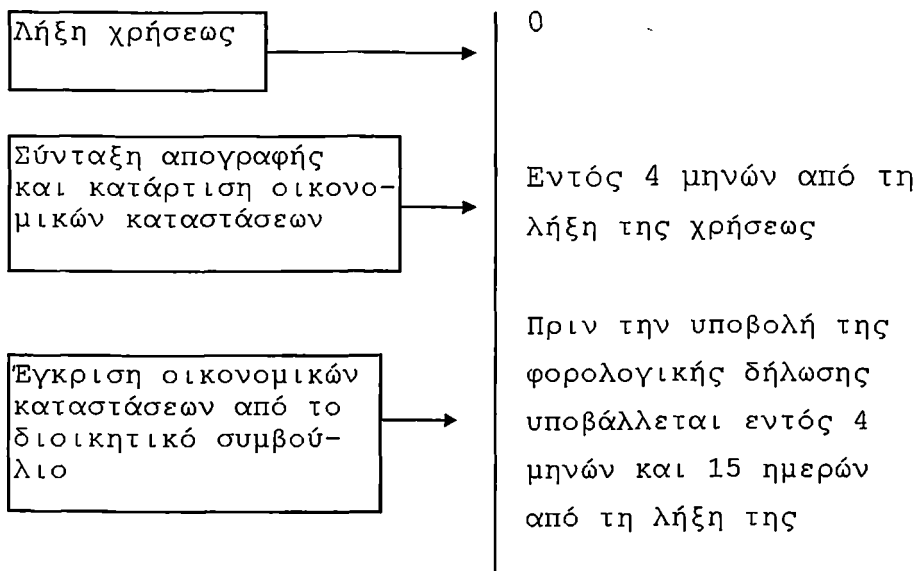 Λήξη χρήσεως
0
Σύνταξη απογραφής
και κατάρτιση οικονο-
μικών καταστάσεων
Εντός 4 μηνών από τη
λήξη της χρήσεως
Έγκριση οικονομικών
καταστάσεων από το
διοικητικό συμβού-
λιο
Πριν την υποβολή της
φορολογικής δήλωσης
υποβάλλεται εντός 4
μηνών και 15 ημερών
από τη λήξη της